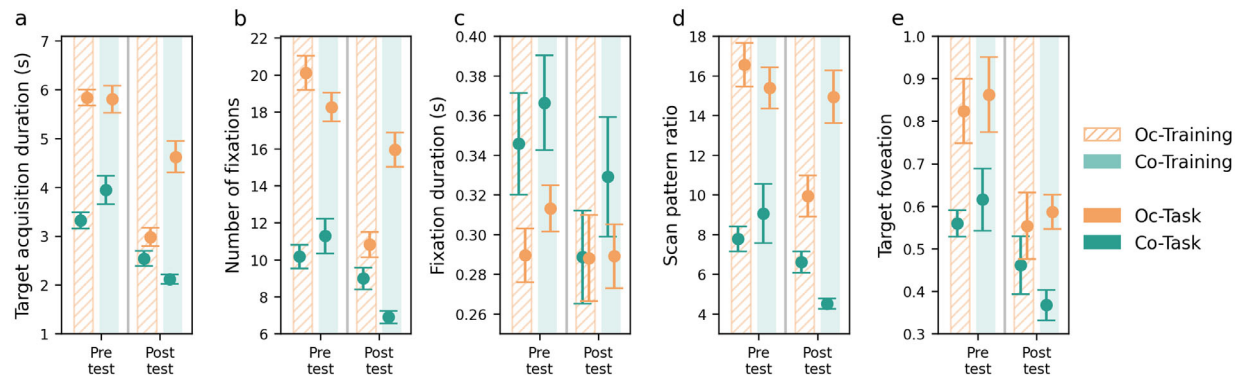 a
Target acquisition duration (s)
7
6
5
4
3
2
1
Pre
test
Post
test
b
Number of fixations
22
20
18
16
14
12
10
8
6
Pre
test
Post
test
c
Fixation duration (s)
0.40
0.38
0.36
0.34
0.32
0.30
0.28
0.26
Pre
test
Post
test
d
Scan pattern ratio
18
16
14
12
10
8
6
4
Pre
test
Post
test
e
Target foveation
1.0
0.9
0.8
0.7
0.6
0.5
0.4
0.3
Pre
test
Post
test
Oc-Training
Co-Training
Oc-Task
Co-Task